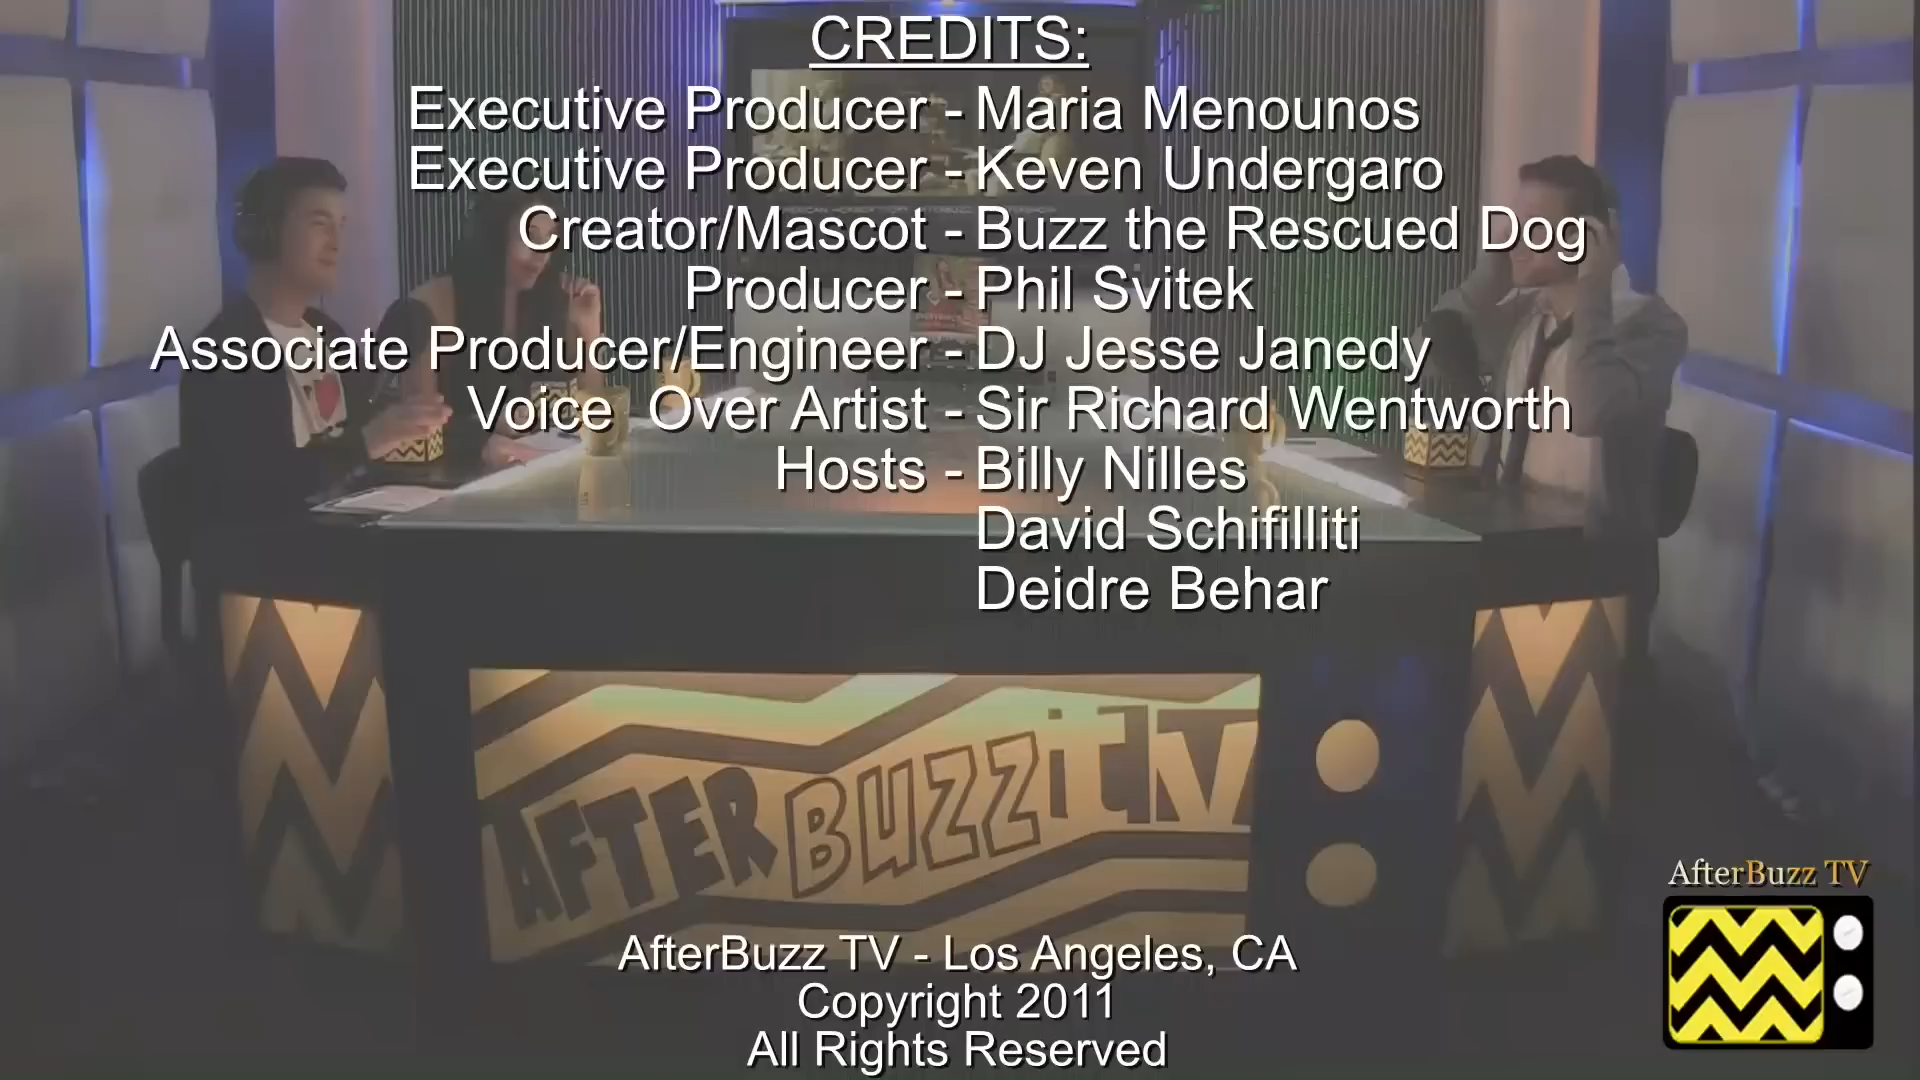 CREDITS:
Executive Producer - Maria Menounos
Executive Producer - Keven Undergaro
Creator/Mascot - Buzz the Rescued Dog
Producer - Phil Svitek
Associate Producer/Engineer - DJ Jesse Janedy
Voice Over Artist - Sir Richard Wentworth
Hosts - Billy Nilles
David Schifilliti
Deidre Behar
AFTER BUZZ TV
AfterBuzz TV
AfterBuzz TV - Los Angeles, CA
Copyright 2011
All Rights Reserved